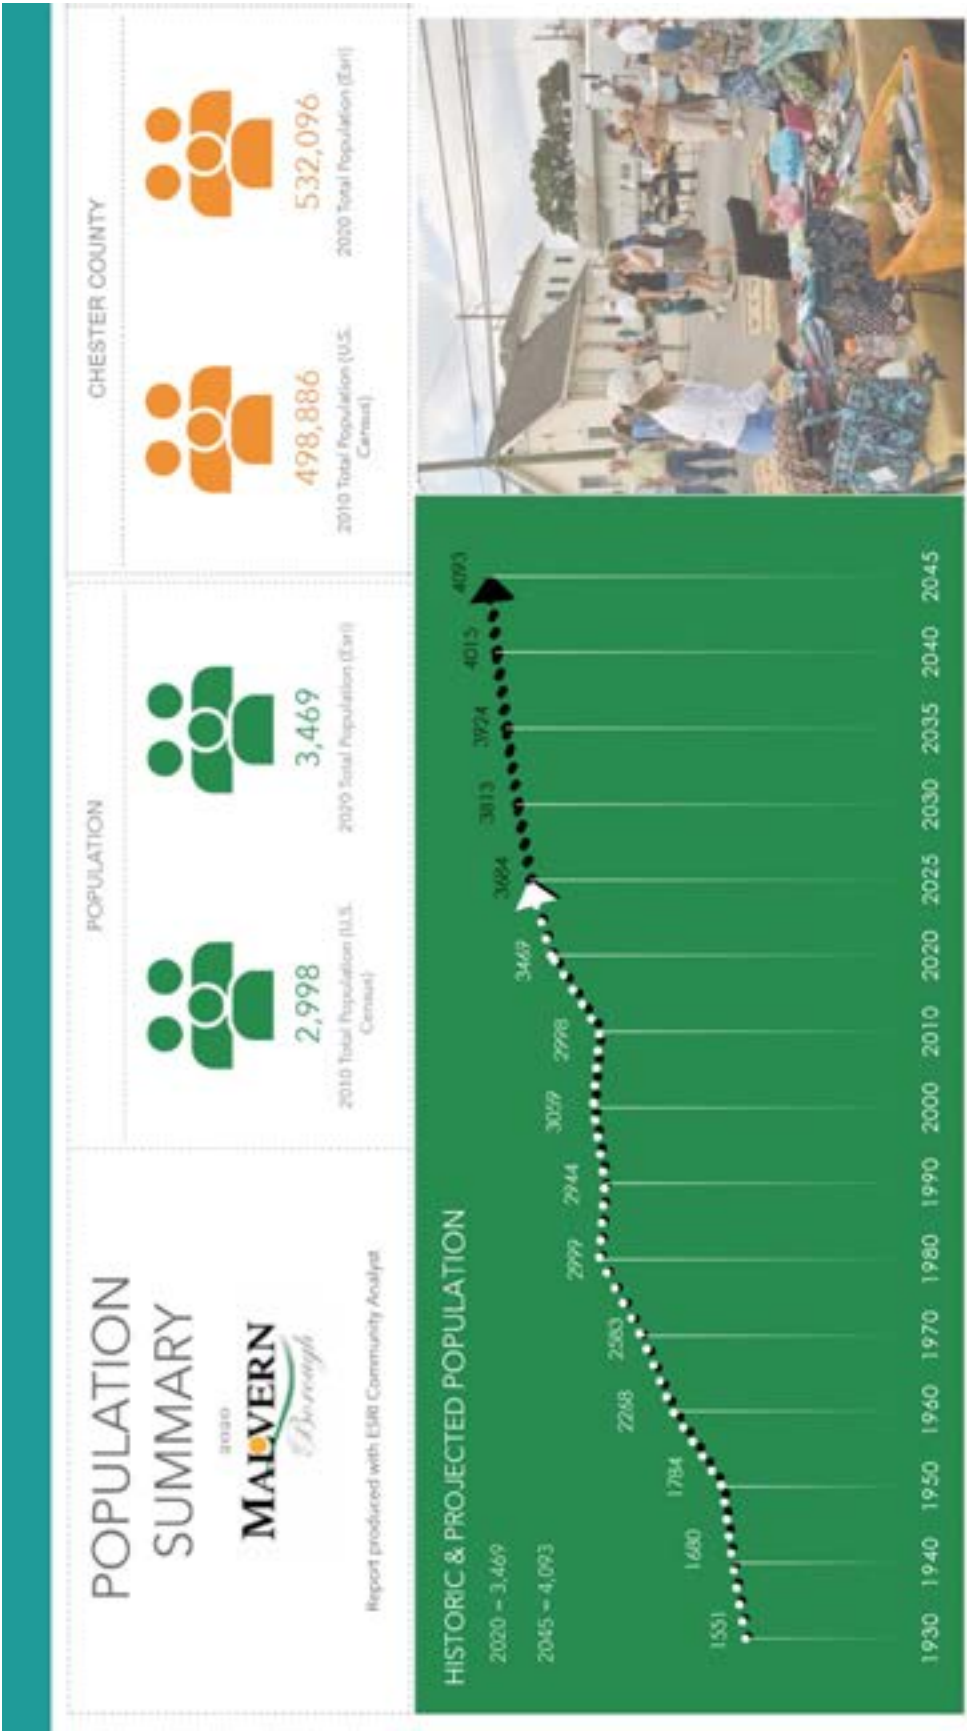 POPULATION
SUMMARY
2020
MALVERN
Borough
Report produced with ESRI Community Analyst
POPULATION
2,998
2010 Total Population (U.S.
Census)
3,469
2020 Total Population (Esri)
CHESTER COUNTY
498,886
2010 Total Population (U.S.
Census)
532,096
2020 Total Population (Esri)
HISTORIC & PROJECTED POPULATION
2020 = 3,469
2045 = 4,093
1551
1680
1784
2268
2583
2999
2944
3059
2998
3469
3684
3813
3924
4015
4093
1930
1940
1950
1960
1970
1980
1990
2000
2010
2020
2025
2030
2035
2040
2045